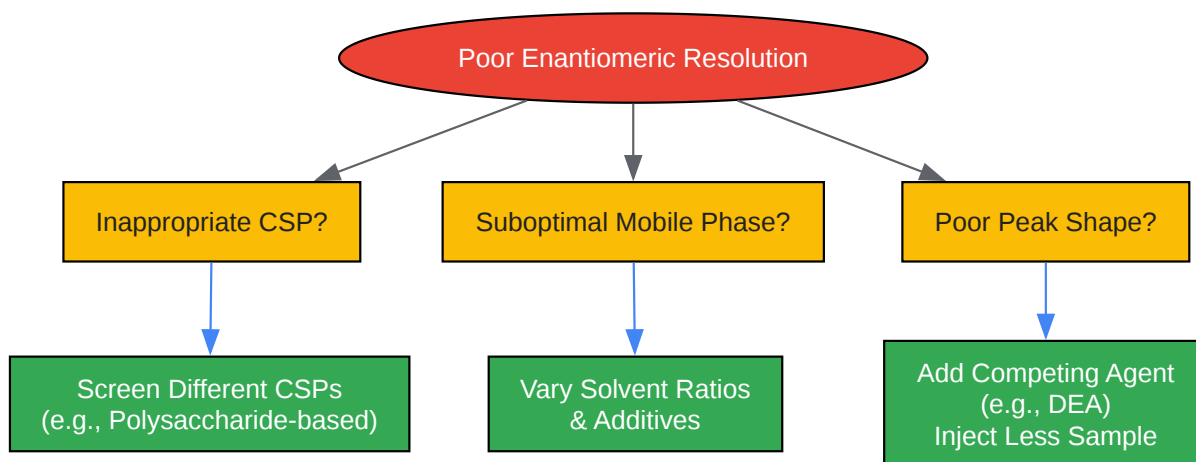 Poor Enantiomeric Resolution
Inappropriate CSP?
Suboptimal Mobile Phase?
Poor Peak Shape?
Screen Different CSPs
(e.g., Polysaccharide-based)
Vary Solvent Ratios
& Additives
Add Competing Agent
(e.g., DEA)
Inject Less Sample